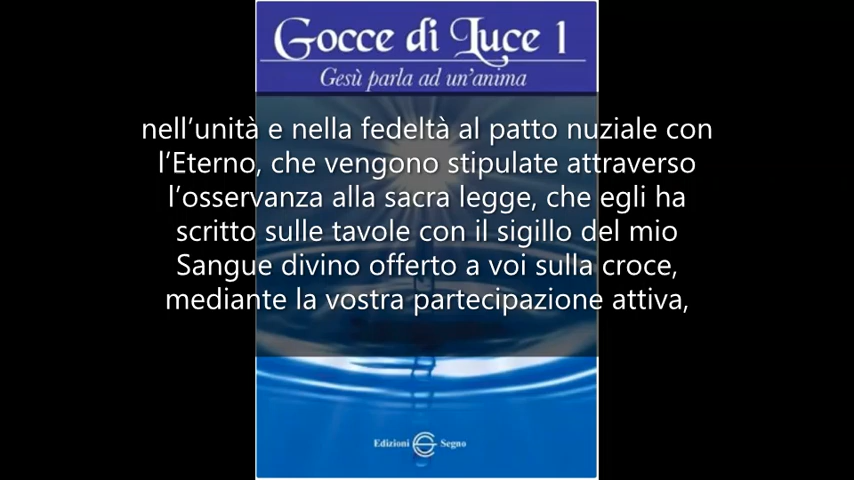 Gocce di Luce 1
Gesù parla ad un'anima
nell'unità e nella fedeltà al patto nuziale con
l'Eterno, che vengono stipulate attraverso
l'osservanza alla sacra legge, che egli ha
scritto sulle tavole con il sigillo del mio
Sangue divino offerto a voi sulla croce,
mediante la vostra partecipazione attiva,
Edizioni Segno